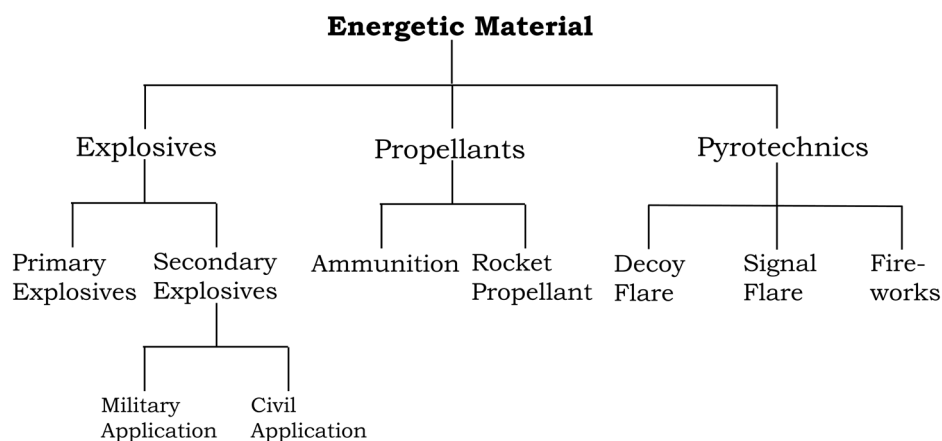 Energetic Material
Explosives
Propellants
Pyrotechnics
Primary
Explosives
Secondary
Explosives
Ammunition
Rocket
Propellant
Decoy
Flare
Signal
Flare
Fire-
works
Military
Application
Civil
Application